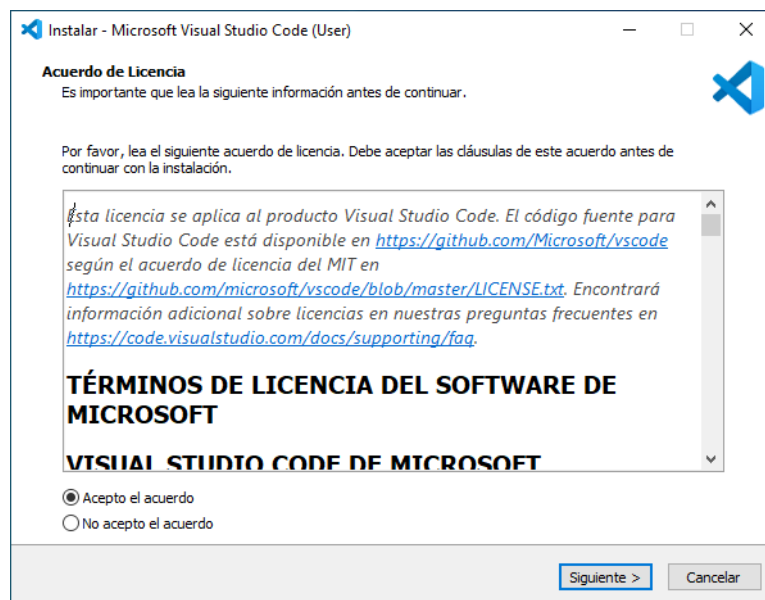 Instalar - Microsoft Visual Studio Code (User)
Acuerdo de Licencia
Es importante que lea la siguiente información antes de continuar.
Por favor, lea el siguiente acuerdo de licencia. Debe aceptar las cláusulas de este acuerdo antes de
continuar con la instalación.
Esta licencia se aplica al producto Visual Studio Code. El código fuente para
Visual Studio Code está disponible en https://github.com/Microsoft/vscode
según el acuerdo de licencia del MIT en
https://github.com/microsoft/vscode/blob/master/LICENSE.txt. Encontrará
información adicional sobre licencias en nuestras preguntas frecuentes en
https://code.visualstudio.com/docs/supporting/faq.
TÉRMINOS DE LICENCIA DEL SOFTWARE DE
MICROSOFT
VISUAL STUDIO CODE DE MICROSOFT
Acepto el acuerdo
No acepto el acuerdo
Siguiente > Cancelar